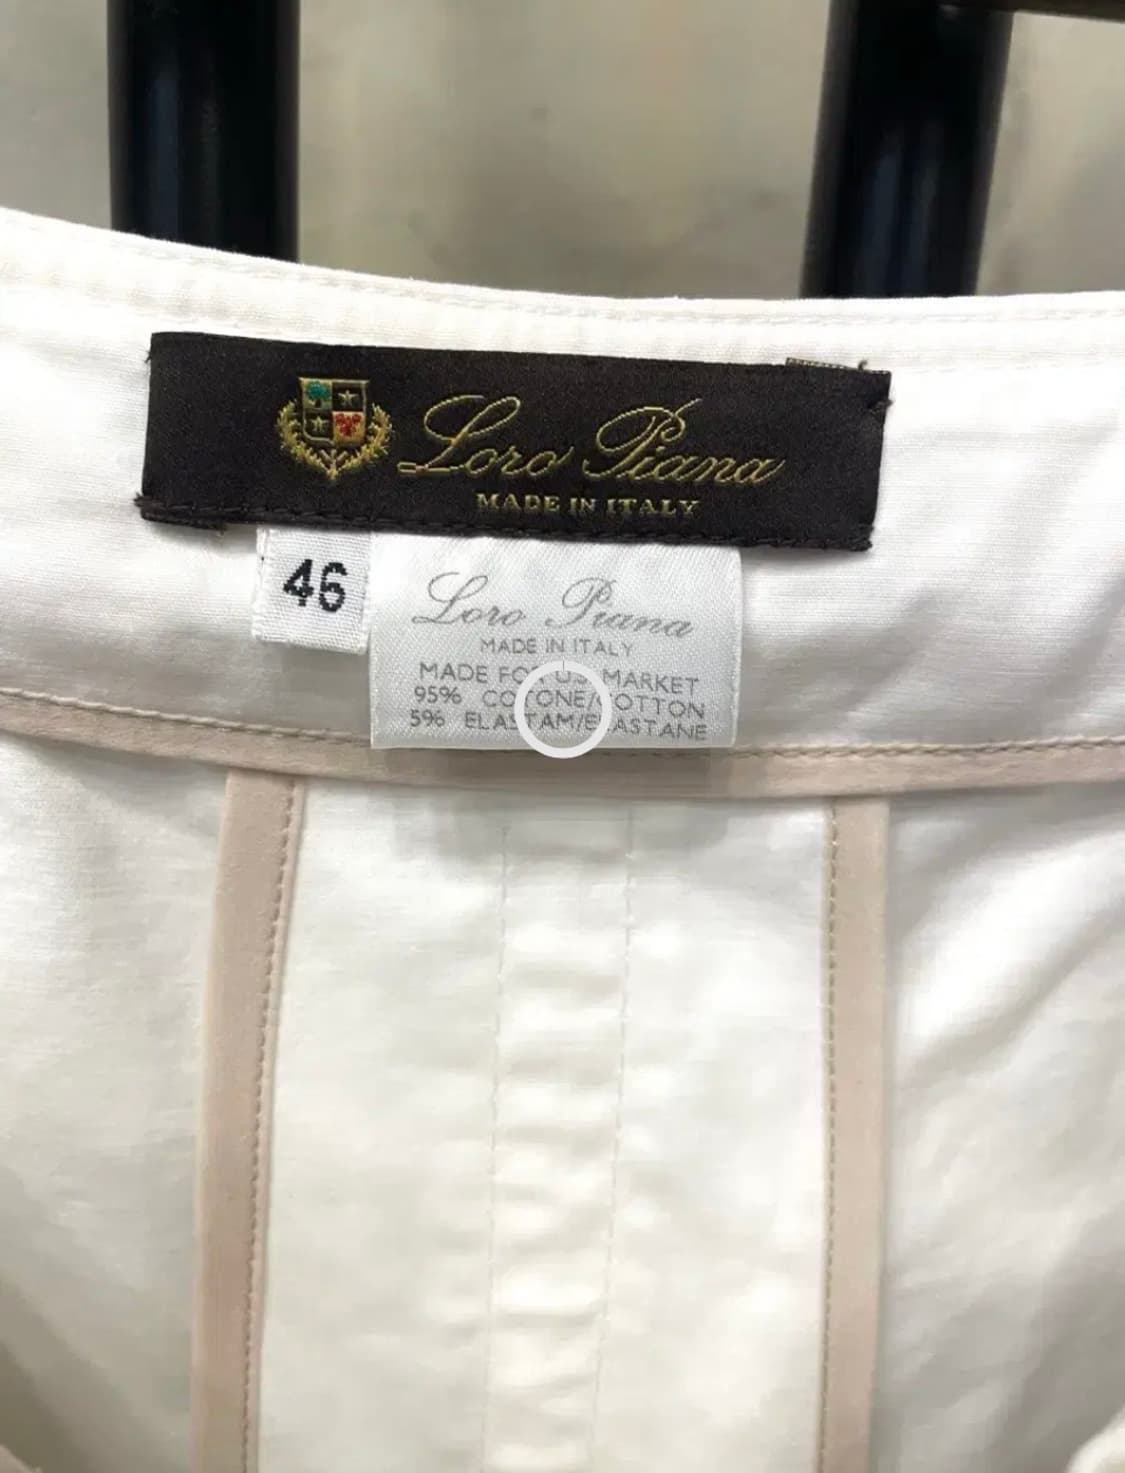 Loro Piana
MADE IN ITALY
46
Loro Piana
MADE IN ITALY
MADE FOR U.S. MARKET
95% COTONE/COTTON
5% ELASTAM/ELASTANE